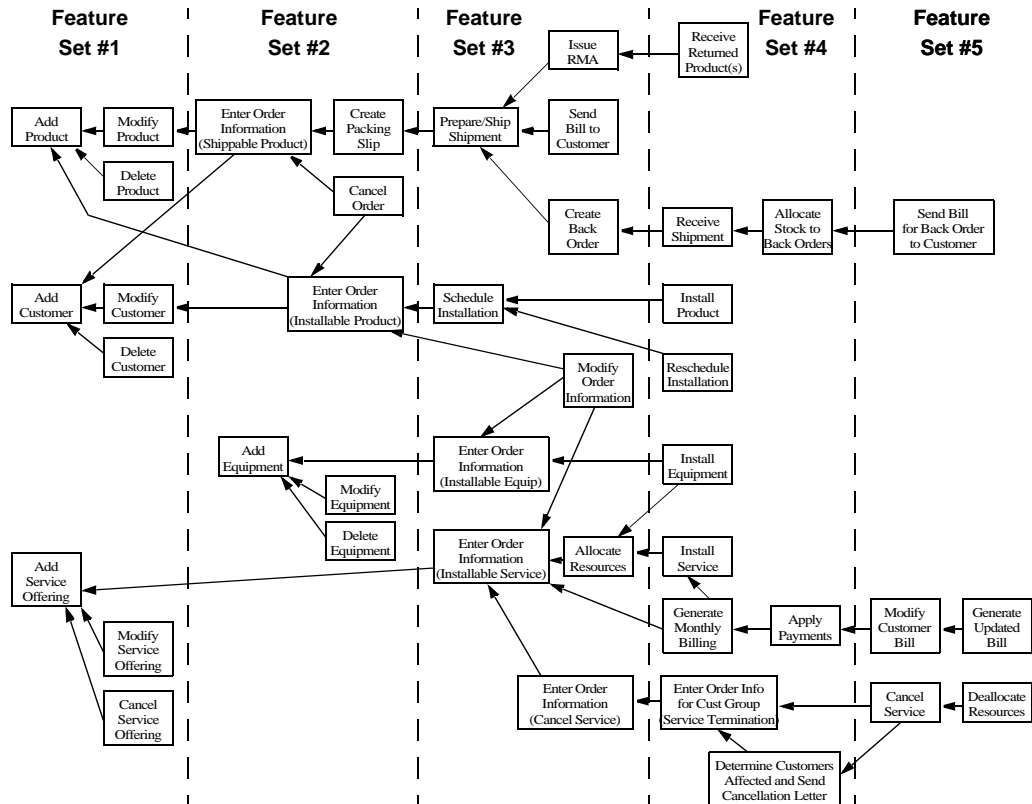 Feature
Set #1
Feature
Set #2
Feature
Set #3
Feature
Set #4
Feature
Set #5
Issue
RMA
Receive
Returned
Product(s)
Add
Product
Modify
Product
Enter Order
Information
(Shippable Product)
Create
Packing
Slip
Prepare/Ship
Shipment
Send
Bill to
Customer
Delete
Product
Cancel
Order
Create
Back
Order
Receive
Shipment
Allocate
Stock to
Back Orders
Send Bill
for Back Order
to Customer
Add
Customer
Modify
Customer
Enter Order
Information
(Installable Product)
Schedule
Installation
Install
Product
Delete
Customer
Modify
Order
Information
Reschedule
Installation
Add
Equipment
Enter Order
Information
(Installable Equip)
Install
Equipment
Modify
Equipment
Delete
Equipment
Enter Order
Information
(Installable Service)
Allocate
Resources
Install
Service
Add
Service
Offering
Generate
Monthly
Billing
Apply
Payments
Modify
Customer
Bill
Generate
Updated
Bill
Modify
Service
Offering
Cancel
Service
Offering
Enter Order
Information
(Cancel Service)
Enter Order Info
for Cust Group
(Service Termination)
Cancel
Service
Deallocate
Resources
Determine Customers
Affected and Send
Cancellation Letter